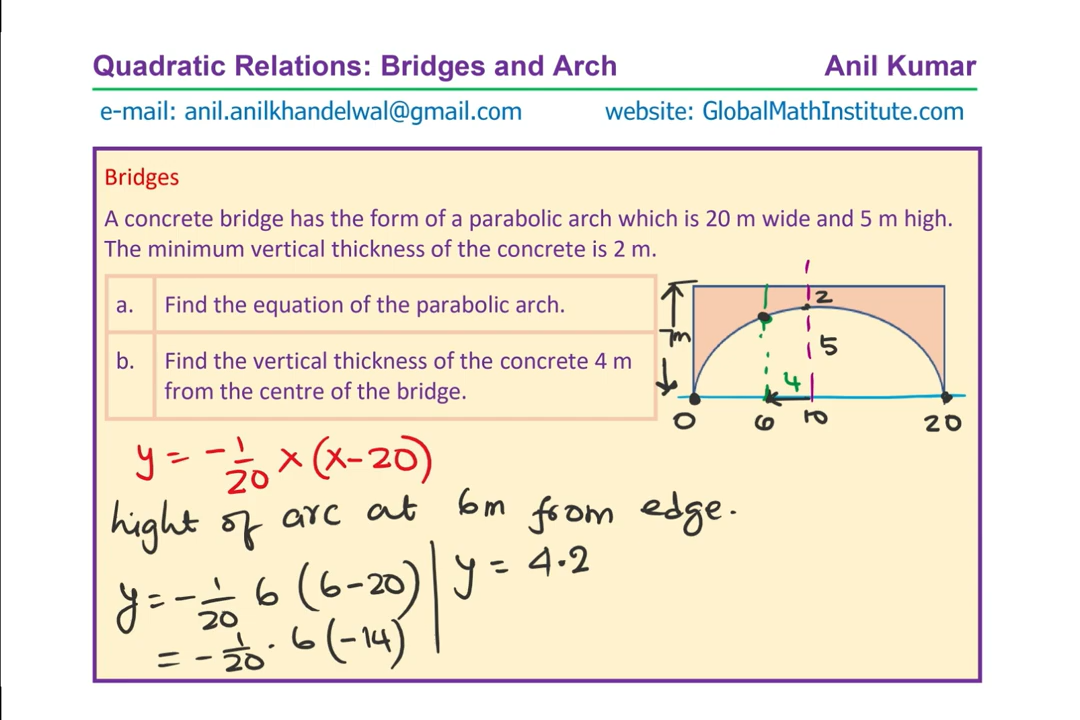 Quadratic Relations: Bridges and Arch Anil Kumar
e-mail: anil.anilkhandelwal@gmail.com website: GlobalMathInstitute.com
Bridges
A concrete bridge has the form of a parabolic arch which is 20 m wide and 5 m high.
The minimum vertical thickness of the concrete is 2 m.
a. Find the equation of the parabolic arch.
b. Find the vertical thickness of the concrete 4 m
from the centre of the bridge.
2
7m
5
4
0 6 10 20
y = -1/20 x (x-20)
hight of arc at 6m from edge.
y = -1/20 6 (6-20) | y = 4.2
= -1/20 · 6 (-14)